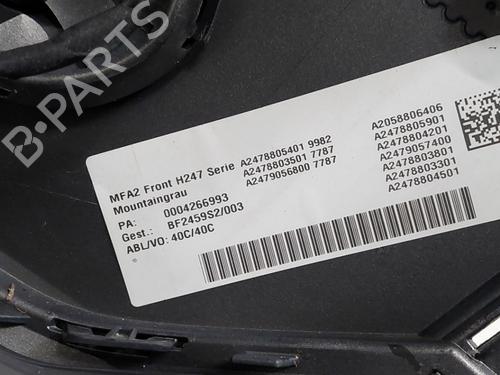 B-PARTS
MFA2 Front H247 Serie A2478805401 9982
Mountaingrau A2478803501 7787
A2479056800 7787
PA: 0004266993
Gest.: BF2459S2/003
ABL/VO: 40C/40C
A2058806406
A2478805901
A2478804201
A2479057400
A2478803801
A2478803301
A2478804501